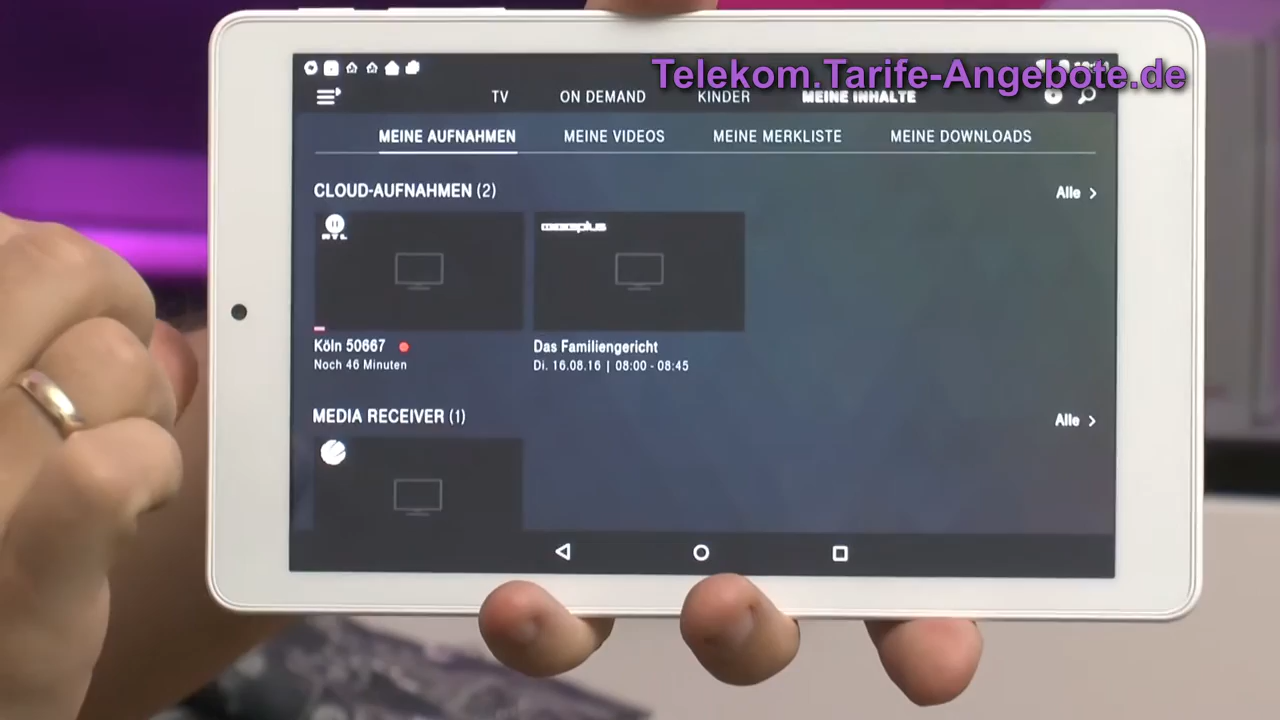 Telekom.Tarife-Angebote.de
TV ON DEMAND KINDER MEINE INHALTE
MEINE AUFNAHMEN MEINE VIDEOS MEINE MERKLISTE MEINE DOWNLOADS
CLOUD-AUFNAHMEN (2) Alle
RTL
Köln 50667 Das Familiengericht
Noch 46 Minuten Di. 16.08.16 | 08:00 - 08:45
MEDIA RECEIVER (1) Alle